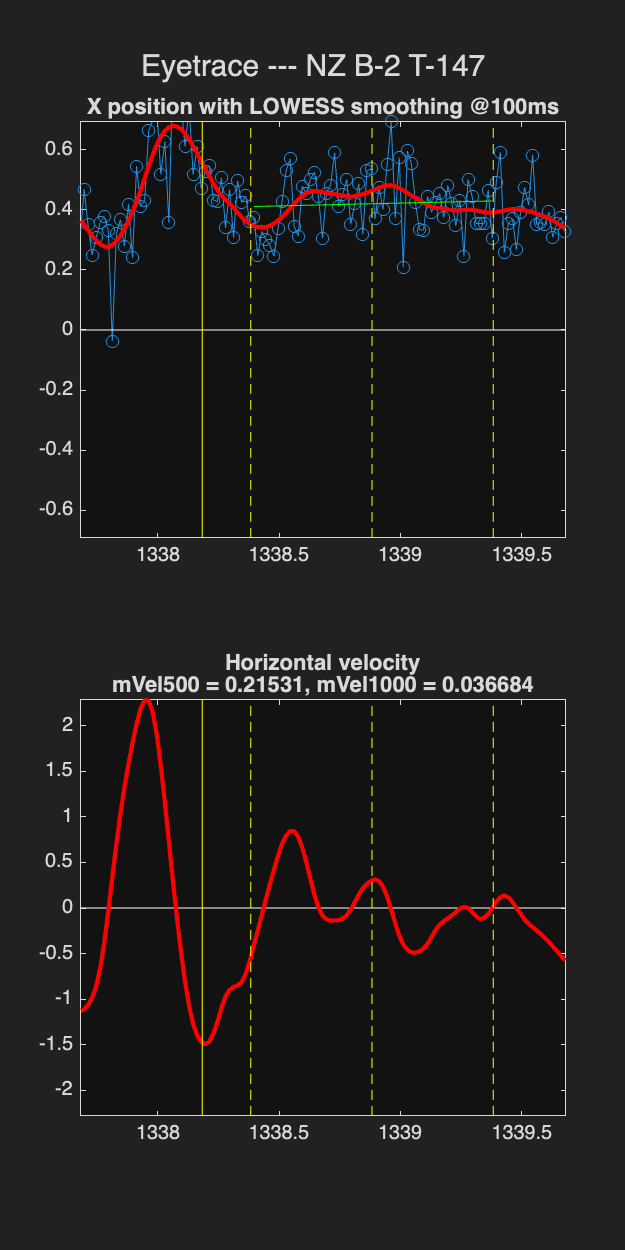 Eyetrace --- NZ B-2 T-147
X position with LOWESS smoothing @100ms
0.6
0.4
0.2
0
-0.2
-0.4
-0.6
1338 1338.5 1339 1339.5
Horizontal velocity
mVel500 = 0.21531, mVel1000 = 0.036684
2
1.5
1
0.5
0
-0.5
-1
-1.5
-2
1338 1338.5 1339 1339.5